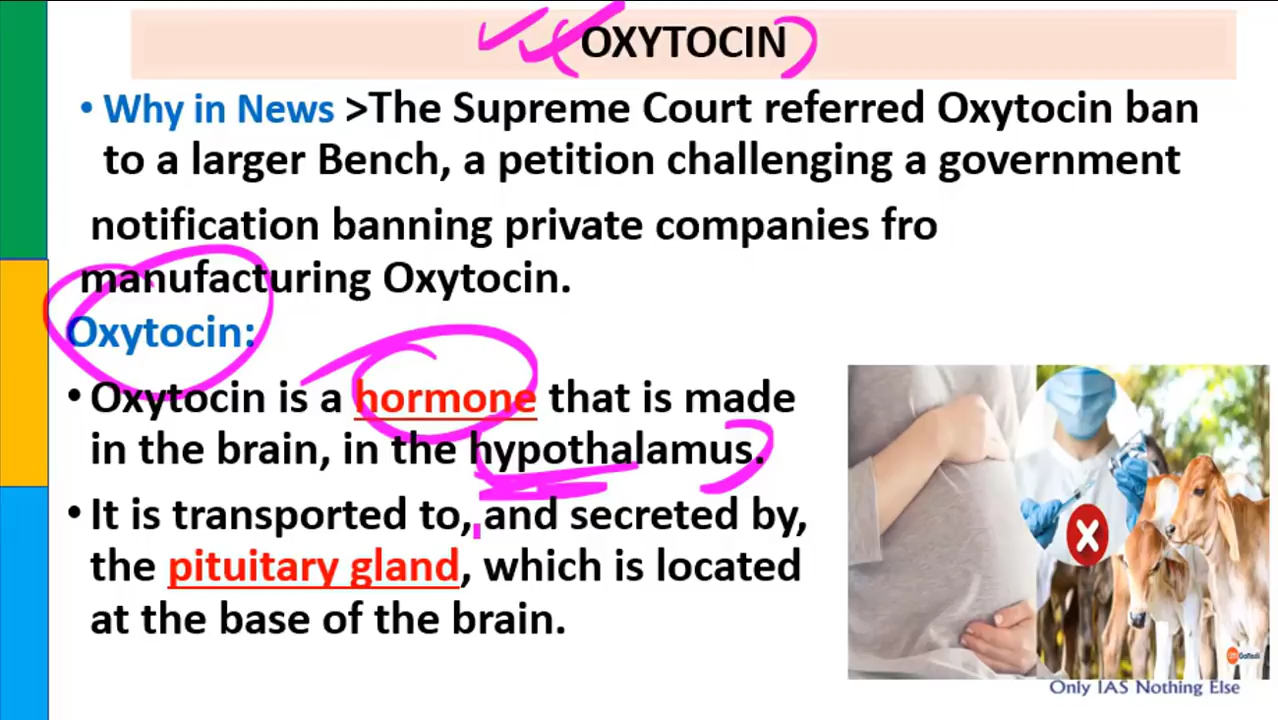 OXYTOCIN
• Why in News >The Supreme Court referred Oxytocin ban
to a larger Bench, a petition challenging a government
notification banning private companies fro
manufacturing Oxytocin.
Oxytocin:
• Oxytocin is a hormone that is made
in the brain, in the hypothalamus.
• It is transported to, and secreted by,
the pituitary gland, which is located
at the base of the brain.
Only IAS Nothing Else